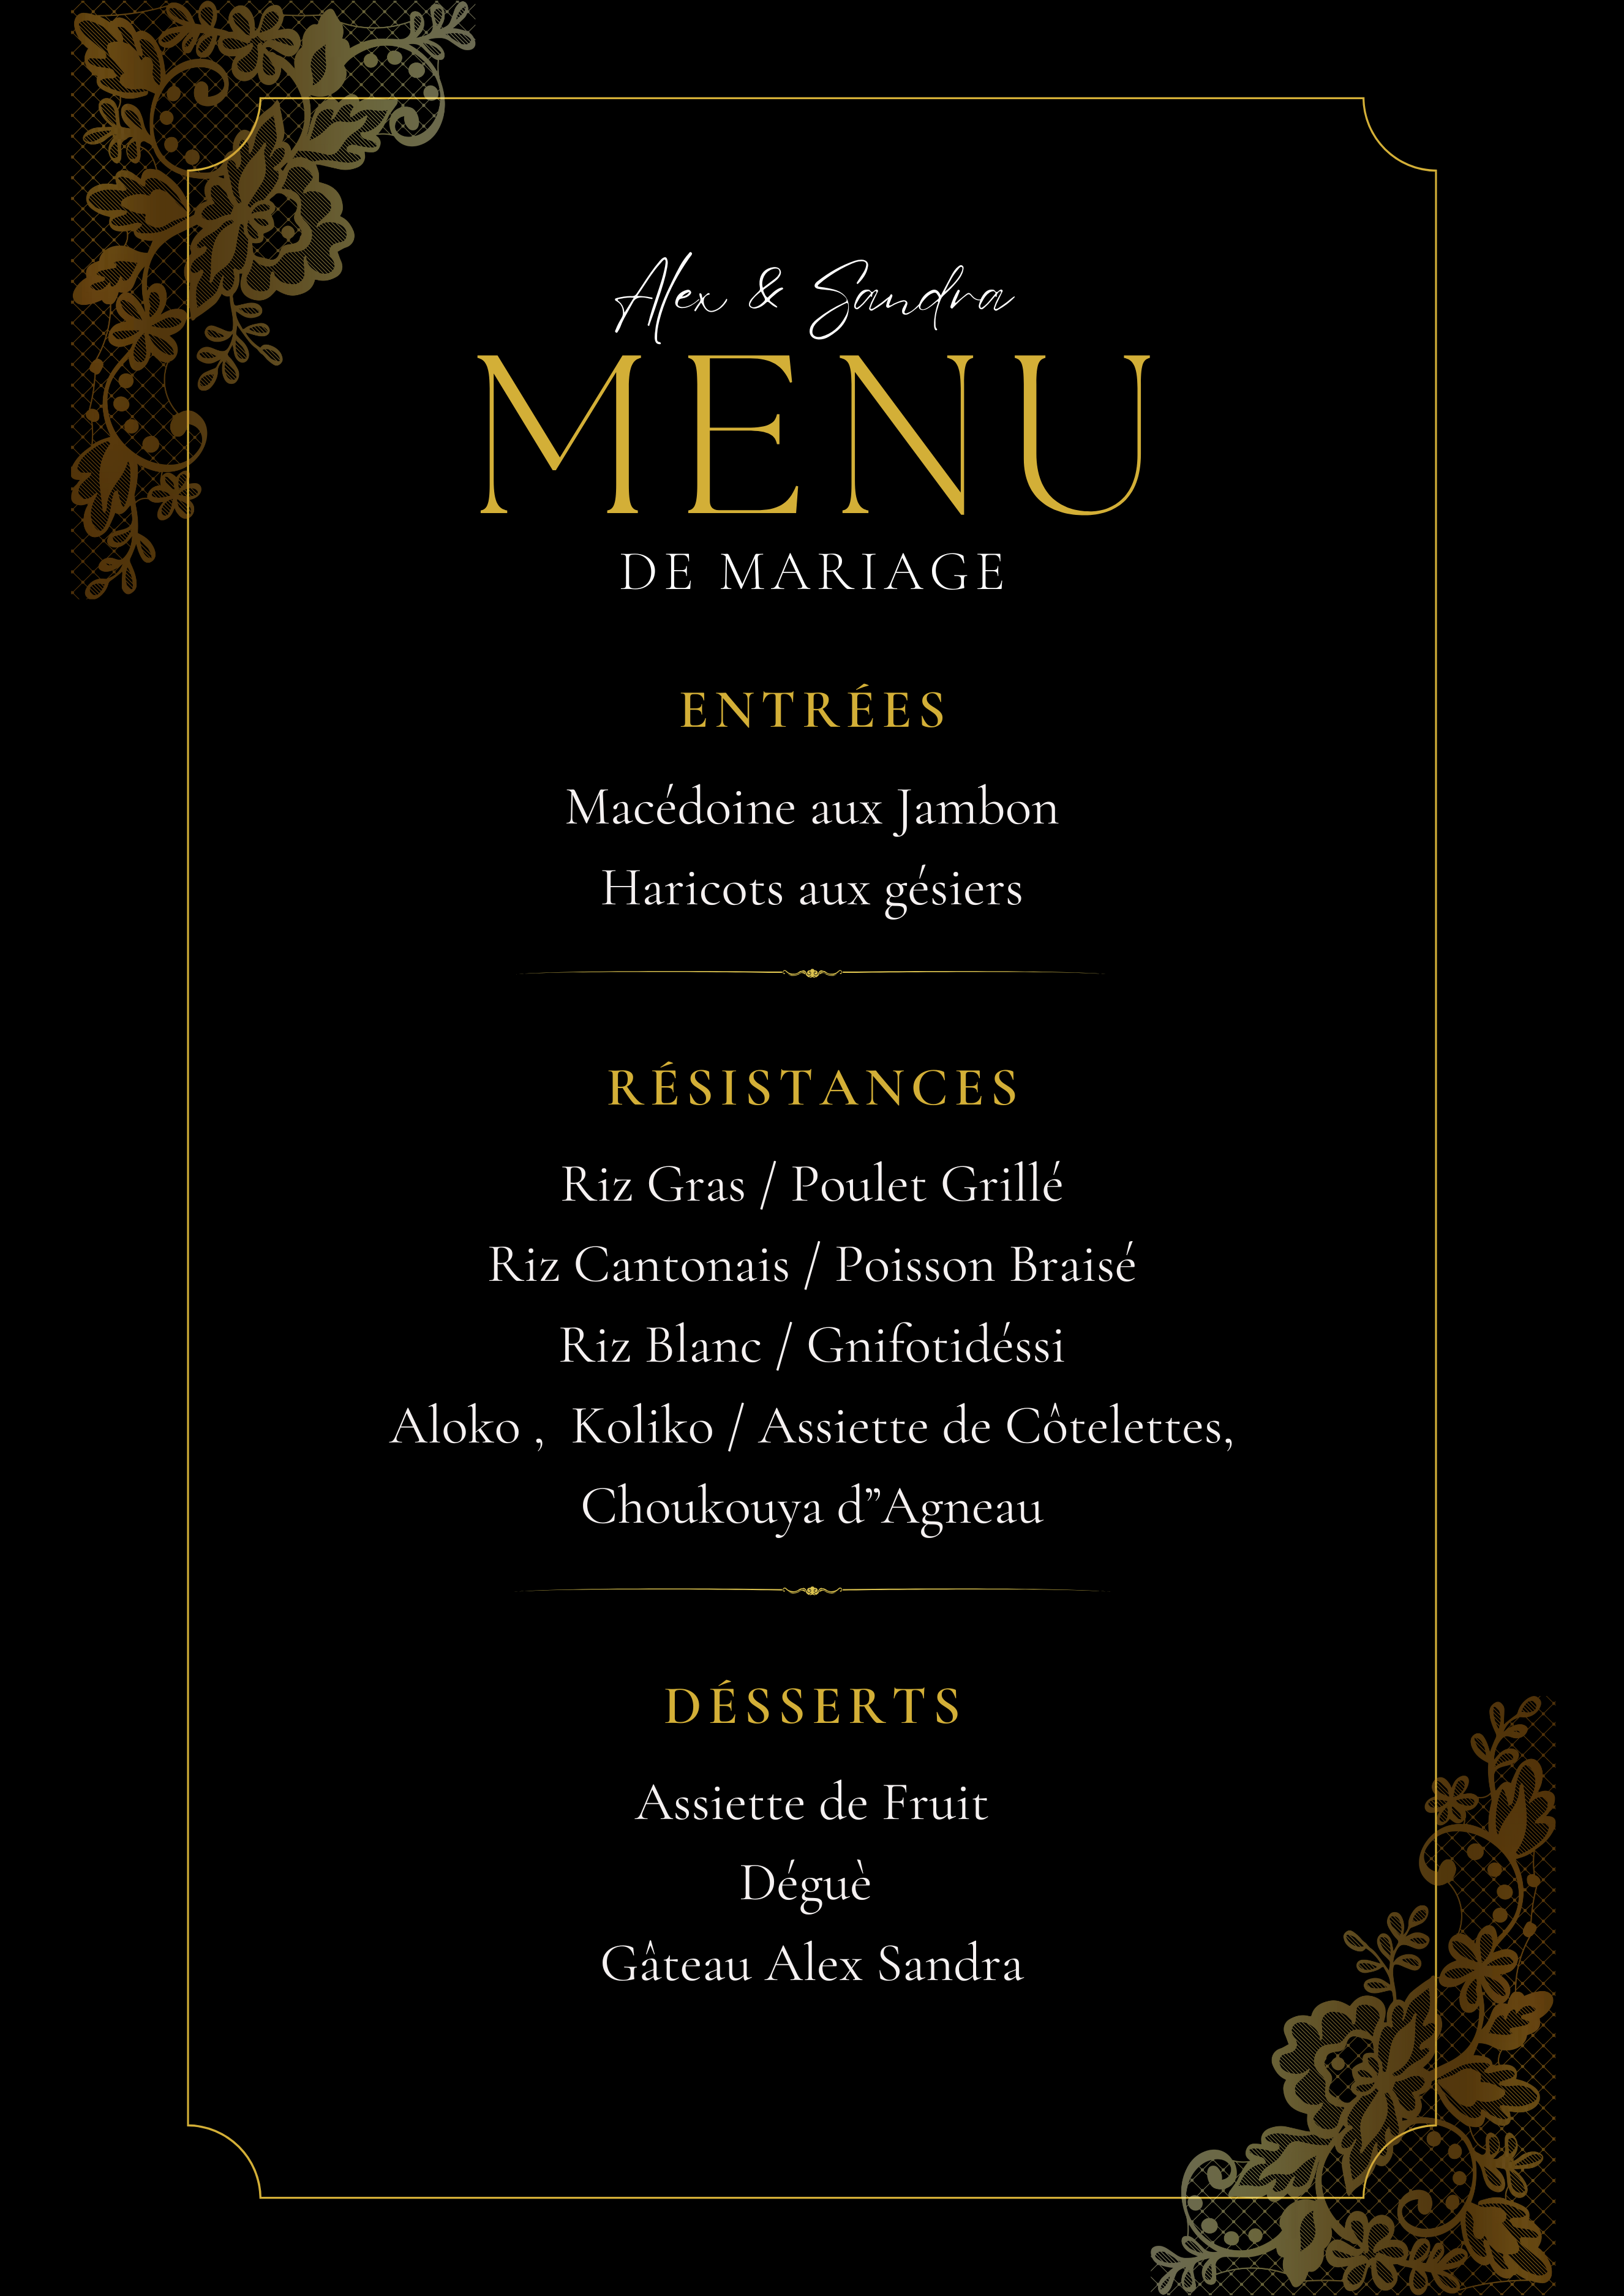 Alex & Sandra
MENU
DE MARIAGE
ENTRÉES
Macédoine aux Jambon
Haricots aux gésiers
RÉSISTANCES
Riz Gras / Poulet Grillé
Riz Cantonais / Poisson Braisé
Riz Blanc / Gnifotidéssi
Aloko ,  Koliko / Assiette de Côtelettes,
Choukouya d”Agneau
DÉSSERTS
Assiette de Fruit
Déguè
Gâteau Alex Sandra